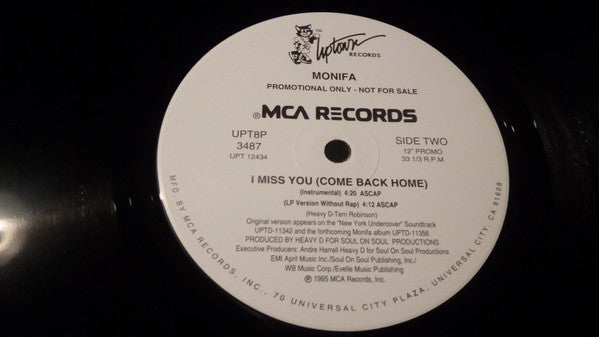 Uptown
RECORDS
MONIFA
PROMOTIONAL ONLY - NOT FOR SALE
®MCA RECORDS
UPT8P
3487
UPT 12434
SIDE TWO
12" PROMO
33 1/3 R.P.M.
I MISS YOU (COME BACK HOME)
(Instrumental) 4:20 ASCAP
(LP Version Without Rap) 4:12 ASCAP
(Heavy D-Terri Robinson)
Original version appears on the "New York Undercover" Soundtrack
UPTD-11342 and the forthcoming Monifa album UPTD-11356
PRODUCED BY HEAVY D FOR SOUL ON SOUL PRODUCTIONS
Executive Producers: Andre Harrell Heavy D for Soul On Soul Productions
EMI April Music Inc./Soul On Soul Publishing, Inc./
WB Music Corp./Evelle Music Publishing
℗ 1995 MCA Records, Inc.
MFD. BY MCA RECORDS, INC., 70 UNIVERSAL CITY PLAZA, UNIVERSAL CITY, CA 91608